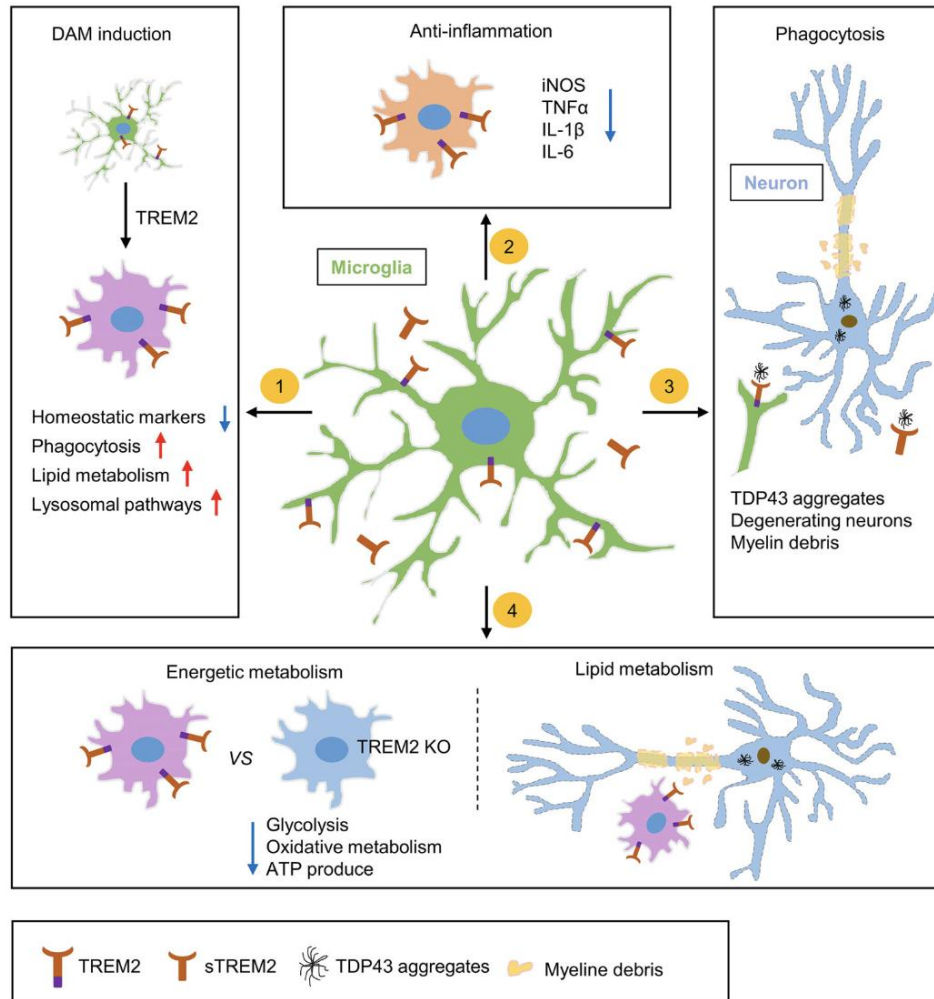 DAM induction
TREM2
Homeostatic markers
Phagocytosis
Lipid metabolism
Lysosomal pathways
1
Anti-inflammation
iNOS
TNFα
IL-1β
IL-6
2
Microglia
3
4
Phagocytosis
Neuron
TDP43 aggregates
Degenerating neurons
Myelin debris
Energetic metabolism
VS
TREM2 KO
Glycolysis
Oxidative metabolism
ATP produce
Lipid metabolism
TREM2
sTREM2
TDP43 aggregates
Myeline debris